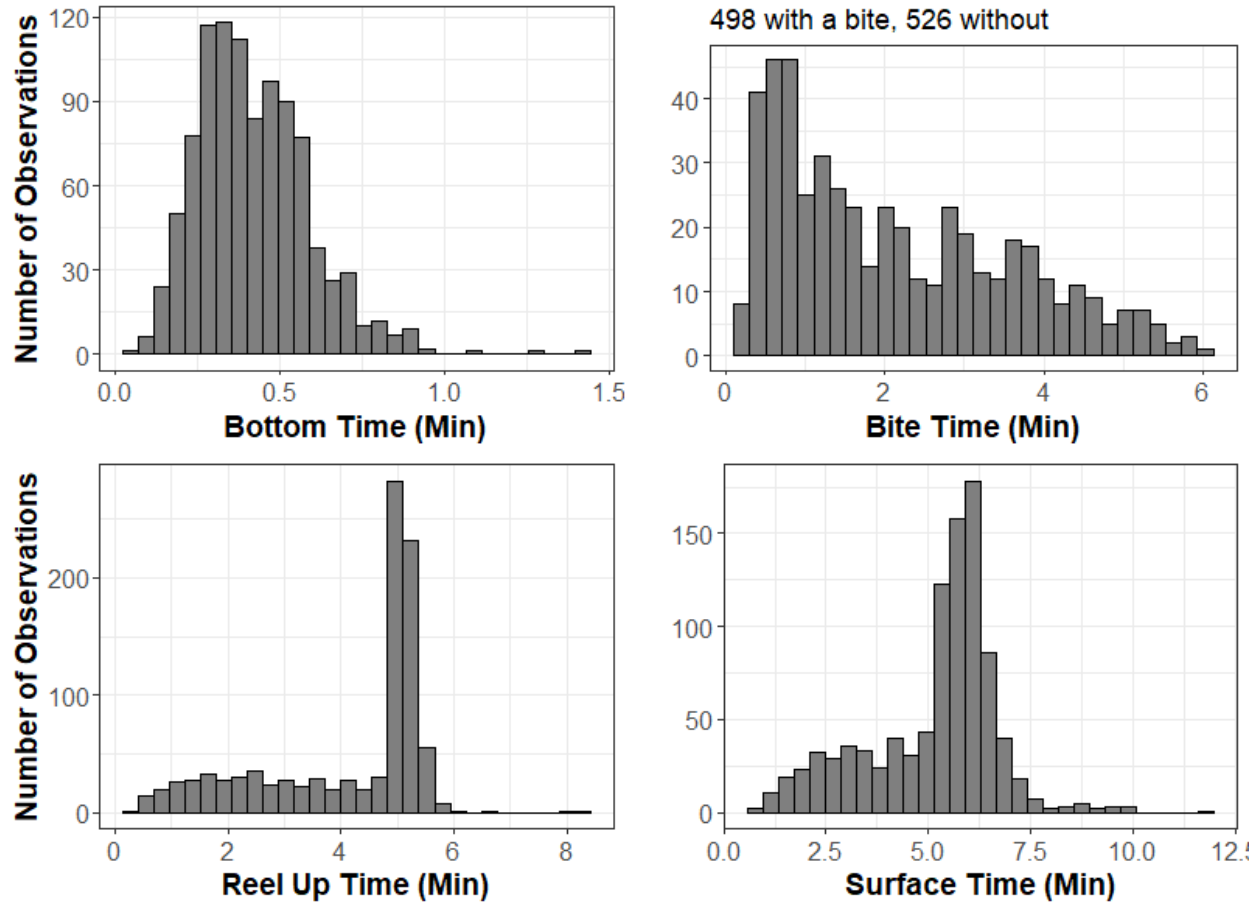 498 with a bite, 526 without
Number of Observations
120
90
60
30
0
0.0 0.5 1.0 1.5
Bottom Time (Min)
40
30
20
10
0
0 2 4 6
Bite Time (Min)
Number of Observations
200
100
0
0 2 4 6 8
Reel Up Time (Min)
150
100
50
0
0.0 2.5 5.0 7.5 10.0 12.5
Surface Time (Min)